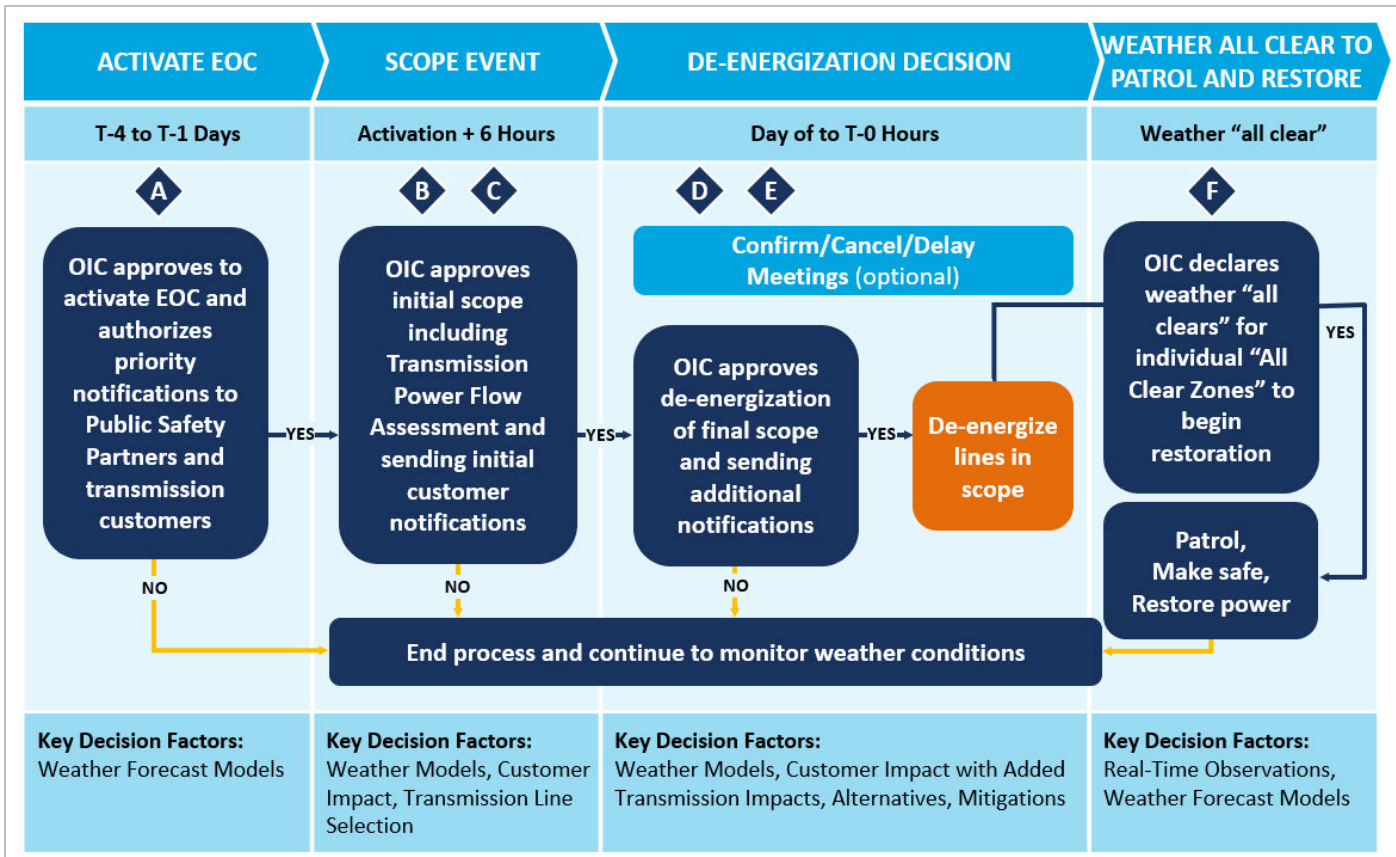 ACTIVATE EOC
SCOPE EVENT
DE-ENERGIZATION DECISION
WEATHER ALL CLEAR TO
PATROL AND RESTORE
T-4 to T-1 Days
Activation + 6 Hours
Day of to T-0 Hours
Weather “all clear”
A
OIC approves to
activate EOC and
authorizes
priority
notifications to
Public Safety
Partners and
transmission
customers
YES
NO
B
C
OIC approves
initial scope
including
Transmission
Power Flow
Assessment and
sending initial
customer
notifications
YES
NO
D
E
Confirm/Cancel/Delay
Meetings (optional)
OIC approves
de-energization
of final scope
and sending
additional
notifications
YES
NO
De-energize
lines in
scope
F
OIC declares
weather “all
clears” for
individual “All
Clear Zones” to
begin
restoration
YES
Patrol,
Make safe,
Restore power
End process and continue to monitor weather conditions
Key Decision Factors:
Weather Forecast Models
Key Decision Factors:
Weather Models, Customer
Impact, Transmission Line
Selection
Key Decision Factors:
Weather Models, Customer Impact with Added
Transmission Impacts, Alternatives, Mitigations
Key Decision Factors:
Real-Time Observations,
Weather Forecast Models